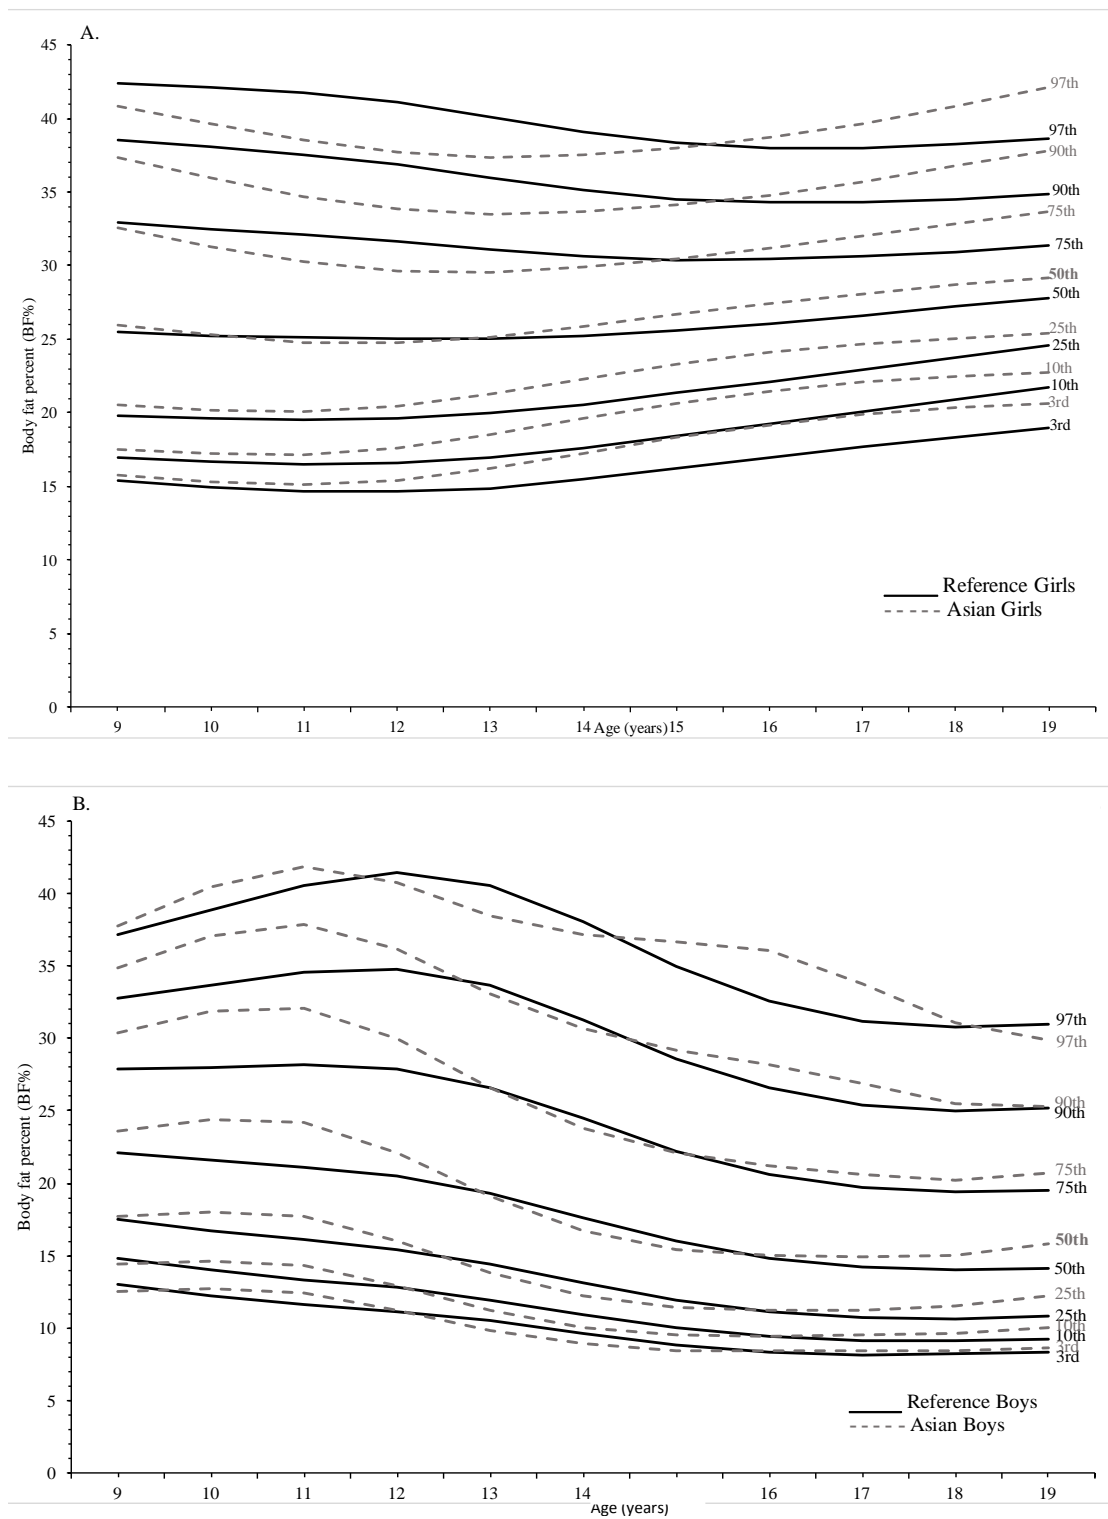 A.
45
40
35
30
25
20
15
10
5
0
Body fat percent (BF%)
97th
97th
90th
90th
75th
75th
50th
50th
25th
25th
10th
10th
3rd
3rd
Reference Girls
Asian Girls
9 10 11 12 13 14 Age (years) 15 16 17 18 19
B.
45
40
35
30
25
20
15
10
5
0
Body fat percent (BF%)
97th
97th
90th
90th
75th
75th
50th
50th
25th
25th
10th
10th
3rd
3rd
Reference Boys
Asian Boys
9 10 11 12 13 14 16 17 18 19
Age (years)